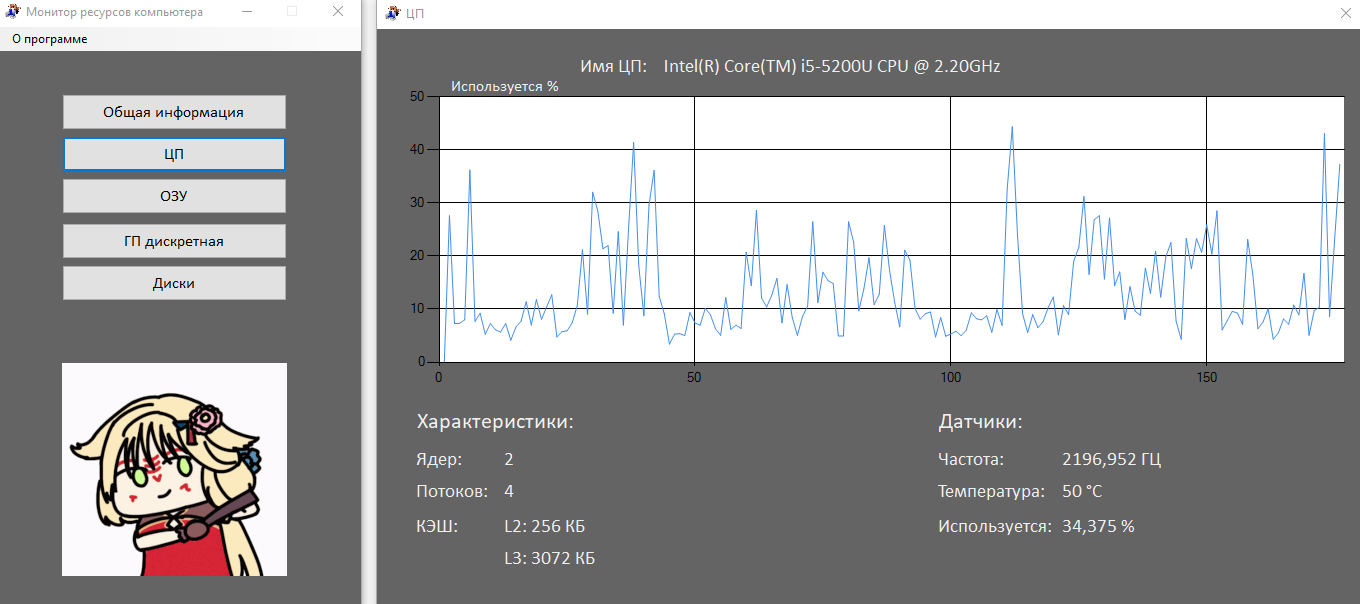 Монитор ресурсов компьютера
О программе
Общая информация
ЦП
ОЗУ
ГП дискретная
Диски
ЦП
Имя ЦП: Intel(R) Core(TM) i5-5200U CPU @ 2.20GHz
Используется %
50
40
30
20
10
0
0 50 100 150
Характеристики:
Ядер: 2
Потоков: 4
КЭШ: L2: 256 КБ
L3: 3072 КБ
Датчики:
Частота: 2196,952 ГЦ
Температура: 50 °C
Используется: 34,375 %